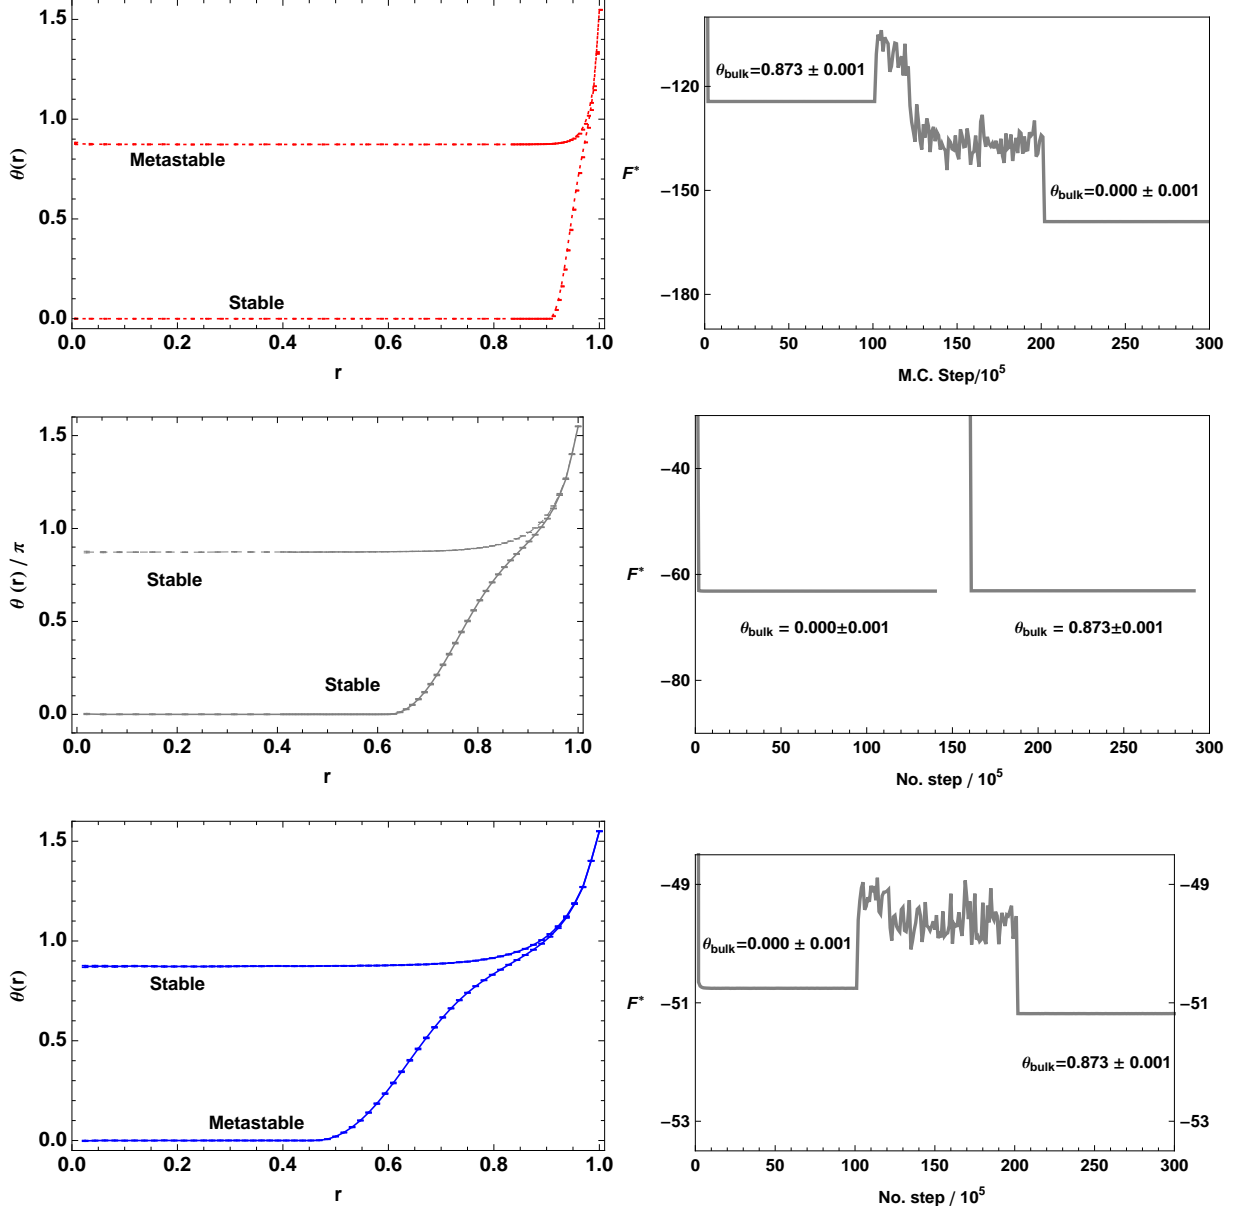 1.5
1.0
0.5
0.0
θ(r)
Metastable
Stable
0.0 0.2 0.4 0.6 0.8 1.0
r
−120
−150
−180
F*
θbulk=0.873 ± 0.001
θbulk=0.000 ± 0.001
0 50 100 150 200 250 300
M.C. Step/10⁵
1.5
1.0
0.5
0.0
θ (r) / π
Stable
Stable
0.0 0.2 0.4 0.6 0.8 1.0
r
−40
−60
−80
F*
θbulk = 0.000±0.001
θbulk = 0.873±0.001
0 50 100 150 200 250 300
No. step / 10⁵
1.5
1.0
0.5
0.0
θ(r)
Stable
Metastable
0.0 0.2 0.4 0.6 0.8 1.0
r
−49 −49
−51 −51
−53 −53
F*
θbulk=0.000 ± 0.001
θbulk=0.873 ± 0.001
0 50 100 150 200 250 300
No. step / 10⁵